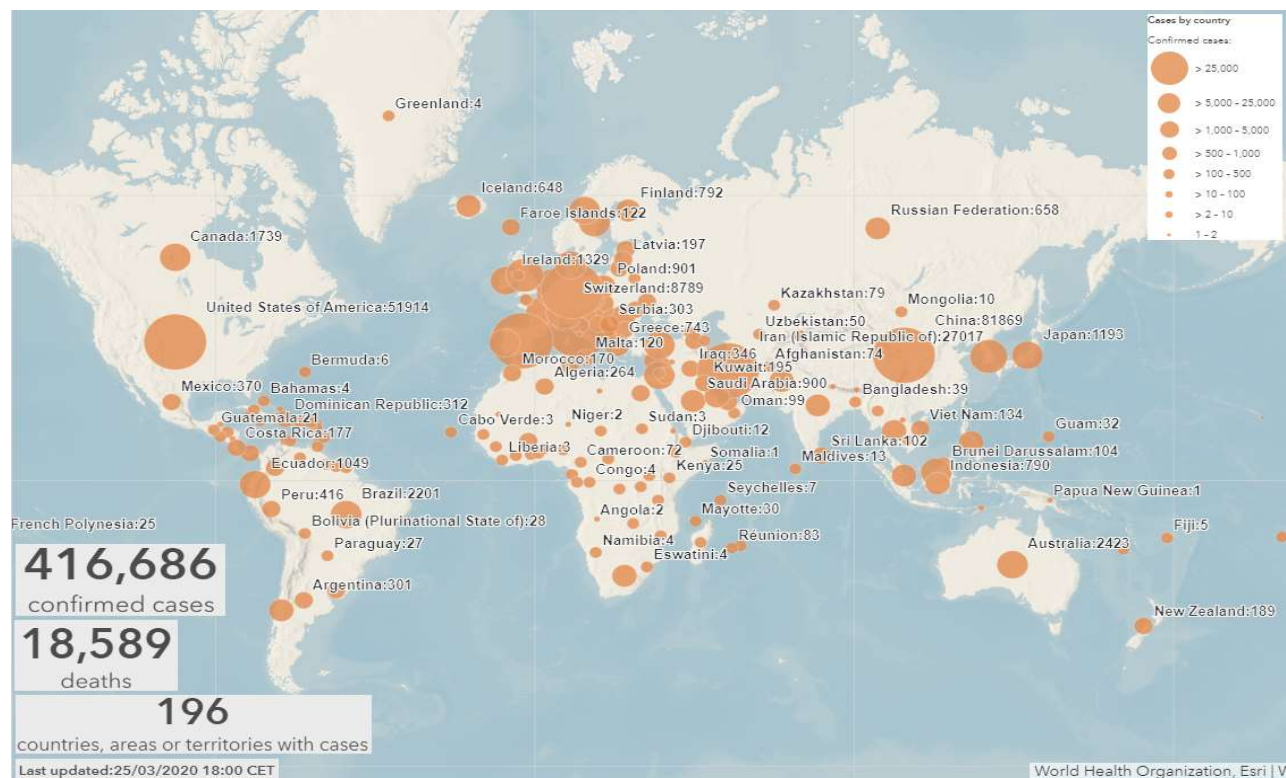 Cases by country
Confirmed cases:
> 25,000
> 5,000 - 25,000
> 1,000 - 5,000
> 500 - 1,000
> 100 - 500
> 10 - 100
> 2 - 10
1 - 2
Greenland:4
Iceland:648
Finland:792
Faroe Islands:122
Russian Federation:658
Canada:1739
Latvia:197
Ireland:1329
Poland:901
Switzerland:8789
Kazakhstan:79
Mongolia:10
United States of America:51914
Serbia:303
Uzbekistan:50
China:81869
Greece:743
Iran (Islamic Republic of):27017
Japan:1193
Malta:120
Bermuda:6
Morocco:170
Iraq:346
Afghanistan:74
Kuwait:195
Algeria:264
Mexico:370
Bahamas:4
Saudi Arabia:900
Bangladesh:39
Dominican Republic:312
Oman:99
Guatemala:21
Cabo Verde:3
Niger:2
Sudan:3
Viet Nam:134
Guam:32
Costa Rica:177
Djibouti:12
Liberia:3
Cameroon:72
Somalia:1
Sri Lanka:102
Maldives:13
Brunei Darussalam:104
Ecuador:1049
Congo:4
Kenya:25
Indonesia:790
Peru:416
Brazil:2201
Seychelles:7
Papua New Guinea:1
French Polynesia:25
Bolivia (Plurinational State of):28
Angola:2
Mayotte:30
Fiji:5
Paraguay:27
Namibia:4
Réunion:83
Eswatini:4
Australia:2423
Argentina:301
New Zealand:189
416,686
confirmed cases
18,589
deaths
196
countries, areas or territories with cases
Last updated:25/03/2020 18:00 CET
World Health Organization, Esri | W